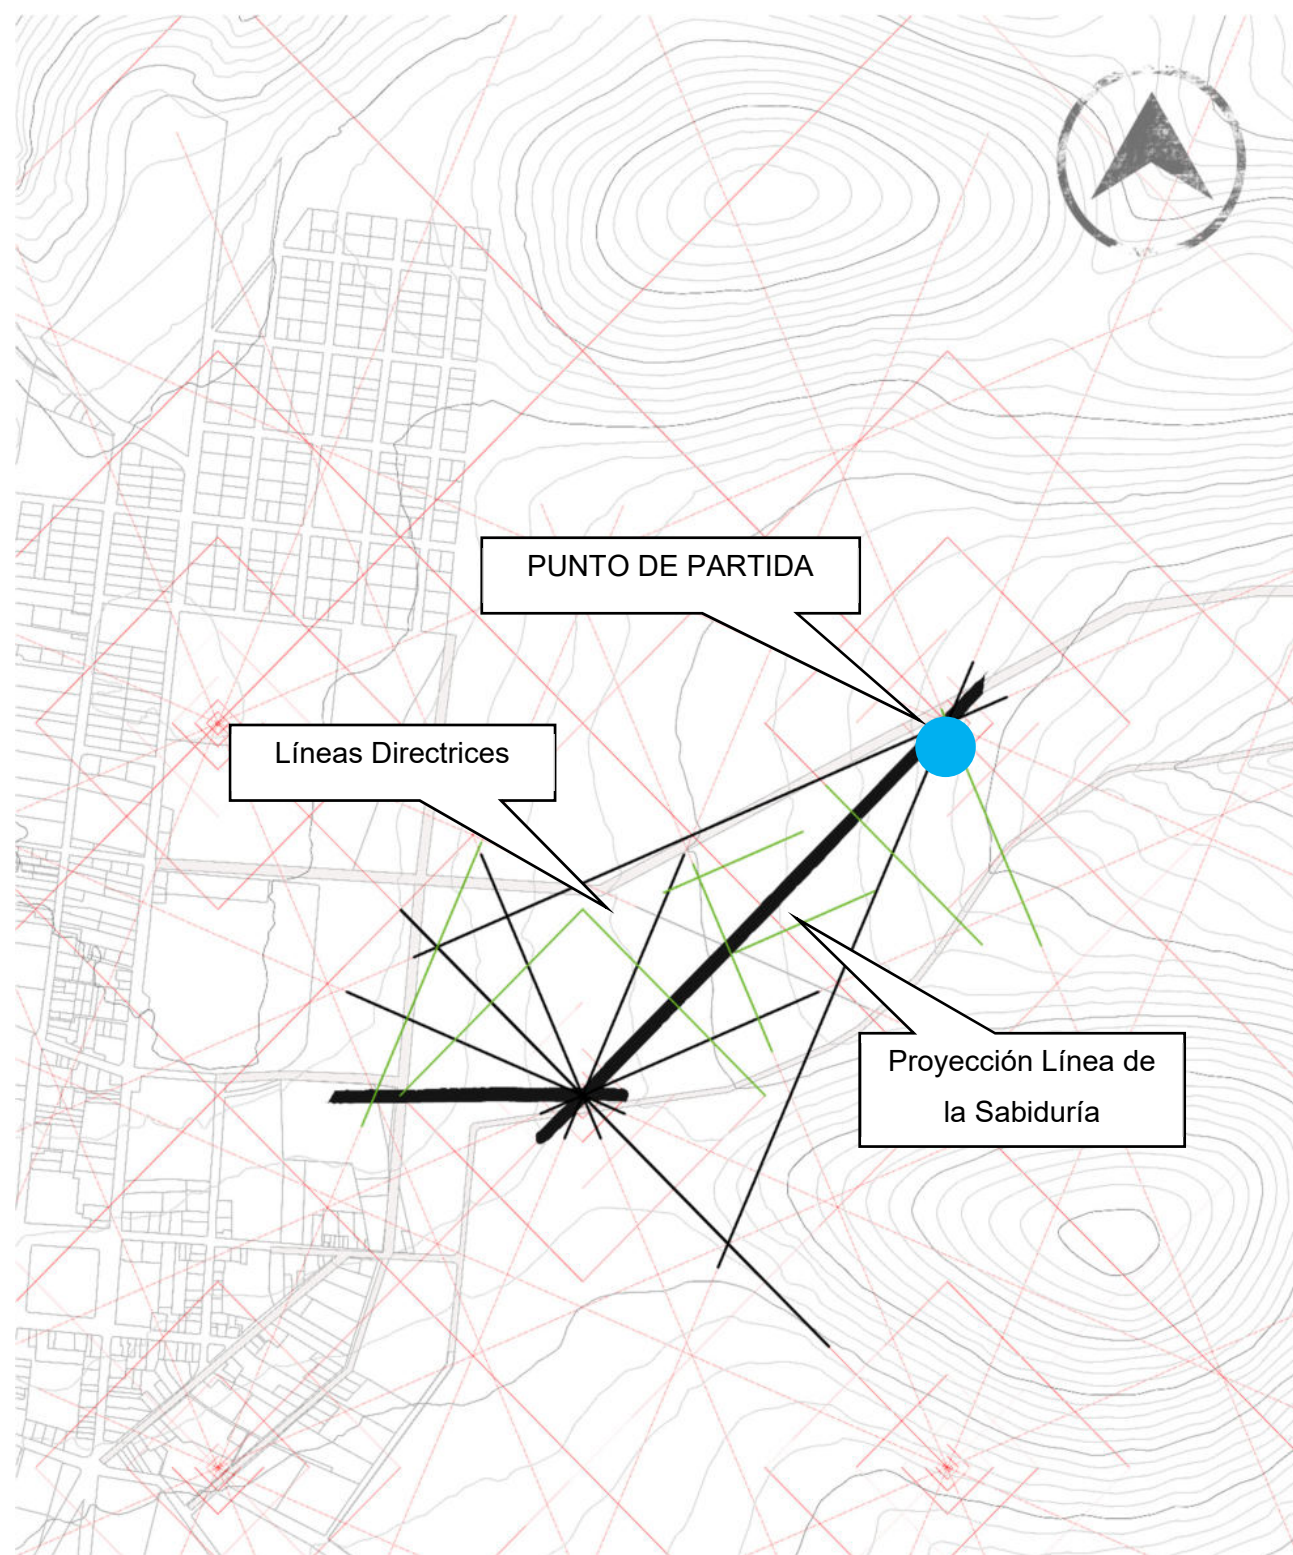 PUNTO DE PARTIDA
Líneas Directrices
Proyección Línea de
la Sabiduría